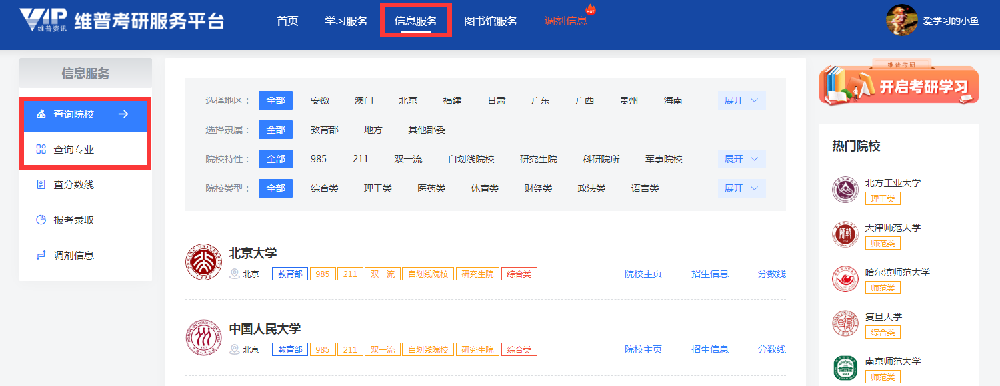 VIP 维普资讯 维普考研服务平台
首页 学习服务 信息服务 图书馆服务 调剂信息 HOT
爱学习的小鱼
信息服务
查询院校
查询专业
查分数线
报考录取
调剂信息
选择地区： 全部 安徽 澳门 北京 福建 甘肃 广东 广西 贵州 海南 展开
选择隶属： 全部 教育部 地方 其他部委
院校特性： 全部 985 211 双一流 自划线院校 研究生院 科研院所 军事院校 展开
院校类型： 全部 综合类 理工类 医药类 体育类 财经类 政法类 语言类 展开
PEKING UNIVERSITY 1898
北京大学
北京 教育部 985 211 双一流 自划线院校 研究生院 综合类 院校主页 招生信息 分数线
中国人民大学
北京 教育部 985 211 双一流 自划线院校 研究生院 综合类 院校主页 招生信息 分数线
维普考研
开启考研学习
热门院校
北方工业大学
理工类
天津师范大学
师范类
哈尔滨师范大学
师范类
复旦大学
综合类
南京师范大学
师范类